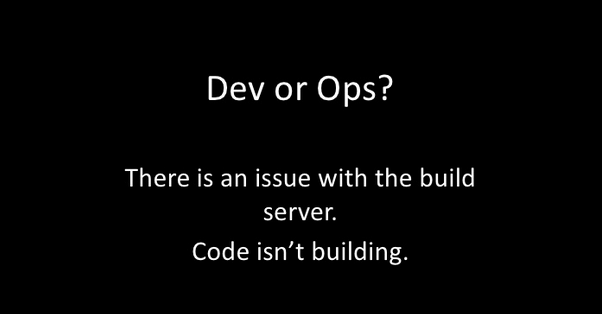 Dev or Ops?
There is an issue with the build
server.
Code isn’t building.